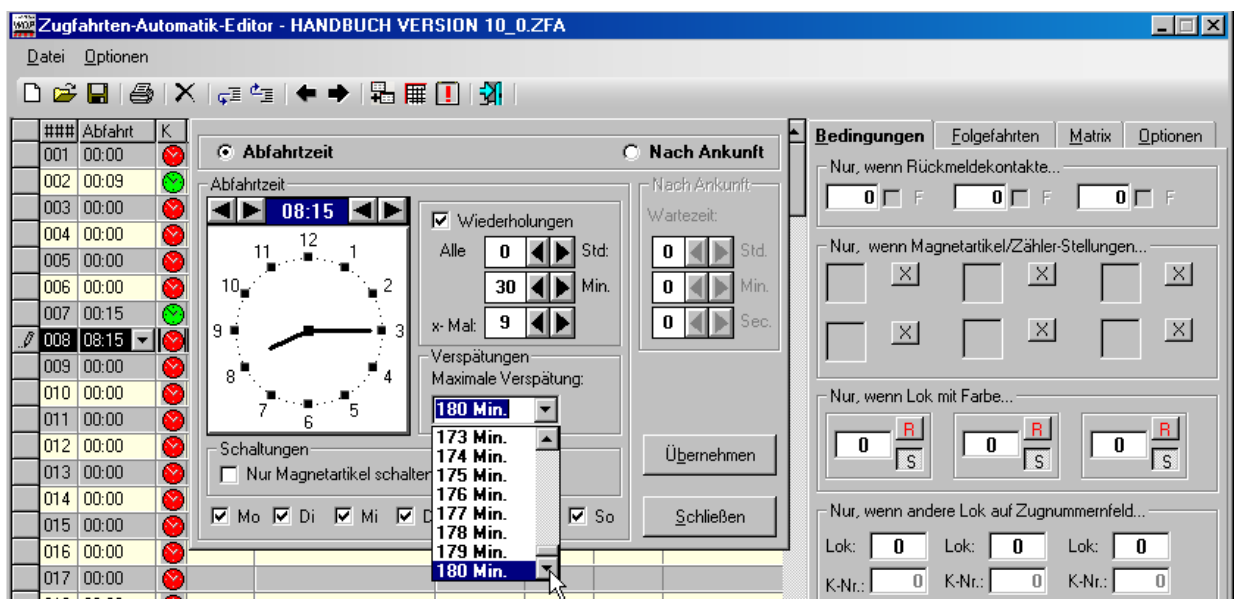 Zugfahrten-Automatik-Editor - HANDBUCH VERSION 10_0.ZFA
Datei Optionen
### Abfahrt K
001 00:00
002 00:09
003 00:00
004 00:00
005 00:00
006 00:00
007 00:15
008 08:15
009 00:00
010 00:00
011 00:00
012 00:00
013 00:00
014 00:00
015 00:00
016 00:00
017 00:00
Abfahrtzeit Nach Ankunft
Abfahrtzeit
08:15
12
11 1
10 2
9 3
8 4
7 5
6
Wiederholungen
Alle 0 Std:
30 Min.
x- Mal: 9
Verspätungen
Maximale Verspätung:
180 Min.
173 Min.
174 Min.
175 Min.
176 Min.
177 Min.
178 Min.
179 Min.
180 Min.
Schaltungen
Nur Magnetartikel schalten
Mo Di Mi D So
Nach Ankunft
Wartezeit:
0 Std.
0 Min.
0 Sec.
Übernehmen
Schließen
Bedingungen Folgefahrten Matrix Optionen
Nur, wenn Rückmeldekontakte...
0 F 0 F 0 F
Nur, wenn Magnetartikel/Zähler-Stellungen...
X X X
X X X
Nur, wenn Lok mit Farbe...
0 R S 0 R S 0 R S
Nur, wenn andere Lok auf Zugnummernfeld...
Lok: 0 Lok: 0 Lok: 0
K-Nr.: 0 K-Nr.: 0 K-Nr.: 0